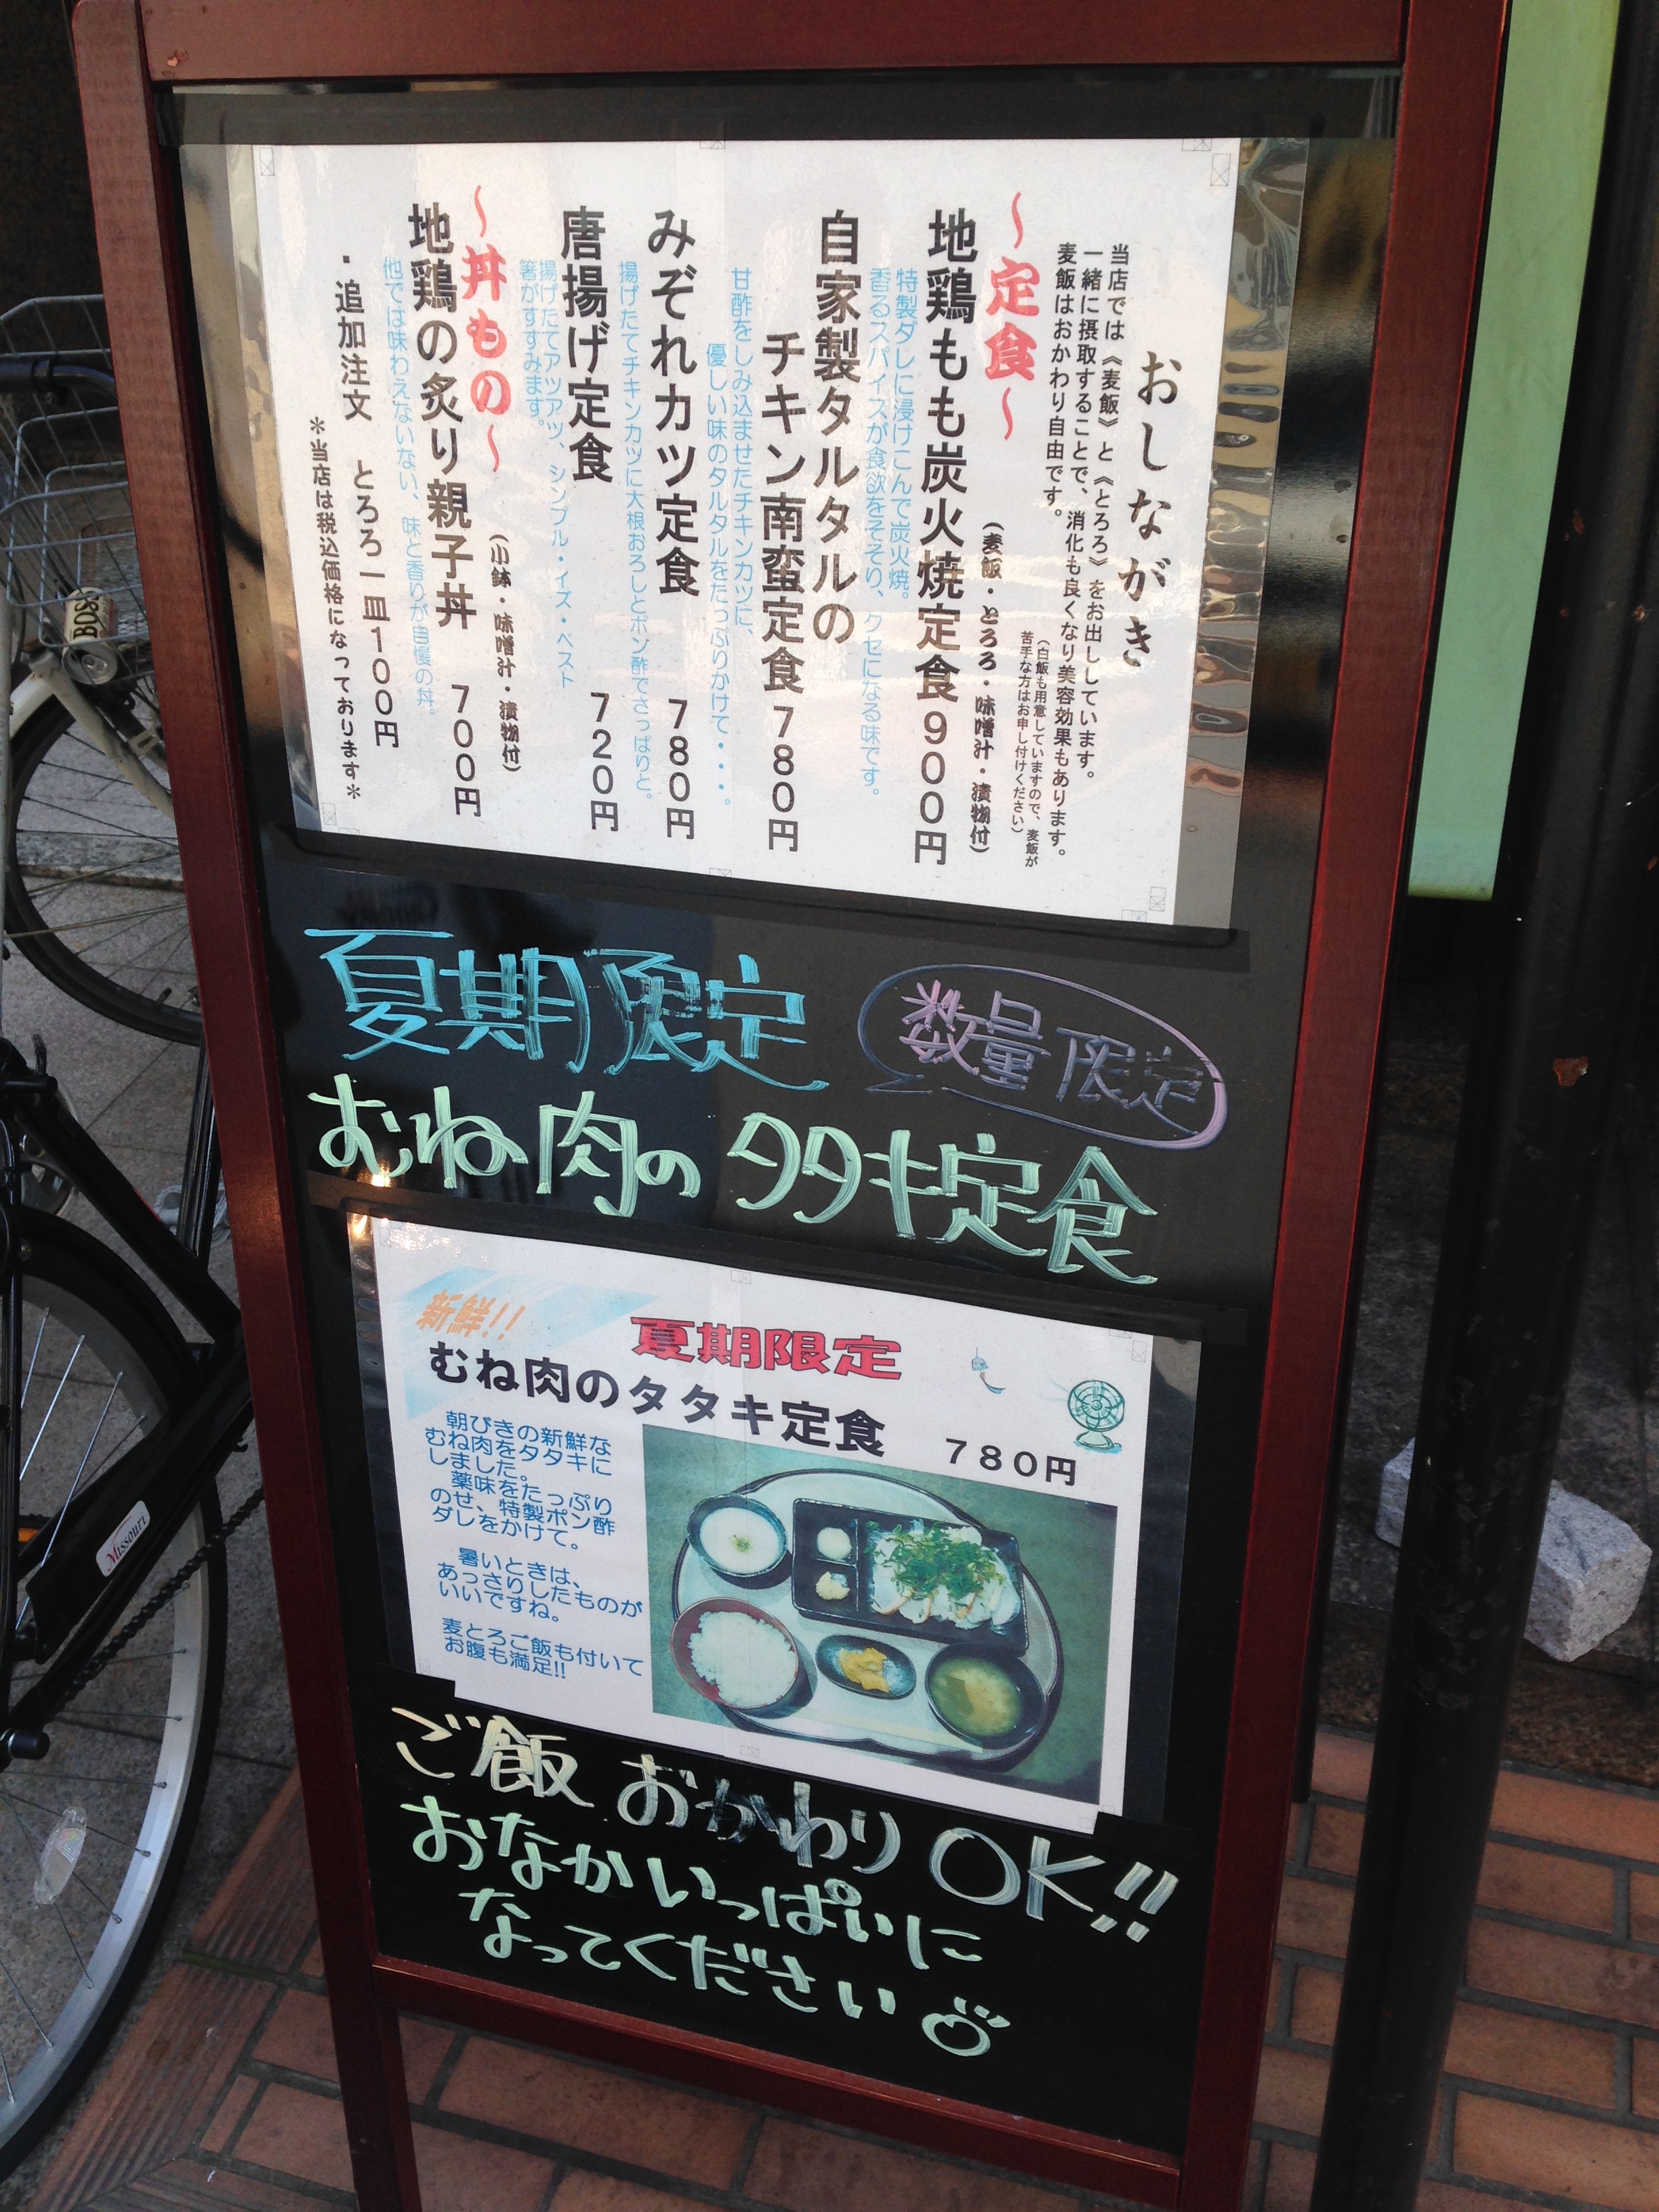 おしながき
当店では《麦飯》と《とろろ》をお出ししています。
一緒に摂取することで、消化も良くなり美容効果もあります。
麦飯はおかわり自由です。
(白飯も用意していますので、麦飯が
苦手な方はお申し付けください)
～定食～
(麦飯・とろろ・味噌汁・漬物付)
地鶏もも炭火焼定食900円
特製ダレに浸けこんで炭火焼。
香るスパイスが食欲をそそり、クセになる味です。
自家製タルタルの
チキン南蛮定食780円
甘酢をしみ込ませたチキンカツに、
優しい味のタルタルをたっぷりかけて・・・。
みぞれカツ定食 780円
揚げたてチキンカツに大根おろしとポン酢でさっぱりと。
唐揚げ定食 720円
揚げたてアツアツ、シンプル・イズ・ベスト
箸がすすみます。
～丼もの～
(小鉢・味噌汁・漬物付)
地鶏の炙り親子丼 700円
他では味わえないない、味と香りが自慢の丼。
・追加注文 とろろ一皿100円
＊当店は税込価格になっております＊
夏期限定
数量限定
むね肉のタタキ定食
新鮮!!
夏期限定
むね肉のタタキ定食
780円
朝びきの新鮮な
むね肉をタタキに
しました。
薬味をたっぷり
のせ、特製ポン酢
ダレをかけて。
暑いときは、
あっさりしたものが
いいですね。
麦とろご飯も付いて
お腹も満足!!
ご飯おかわりOK!!
おなかいっぱいに
なってください
BOSS
Missouri